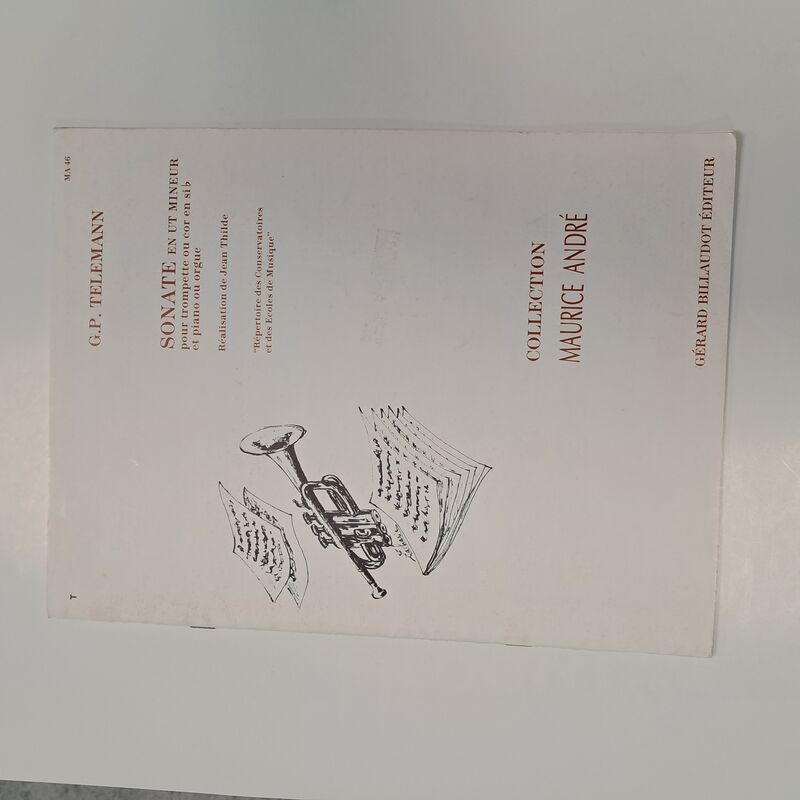 T
MA 46
G.P. TELEMANN
SONATE EN UT MINEUR
pour trompette ou cor en si♭
et piano ou orgue
Réalisation de Jean Thilde
"Répertoire des Conservatoires
et des Ecoles de Musique"
COLLECTION
MAURICE ANDRÉ
GÉRARD BILLAUDOT ÉDITEUR